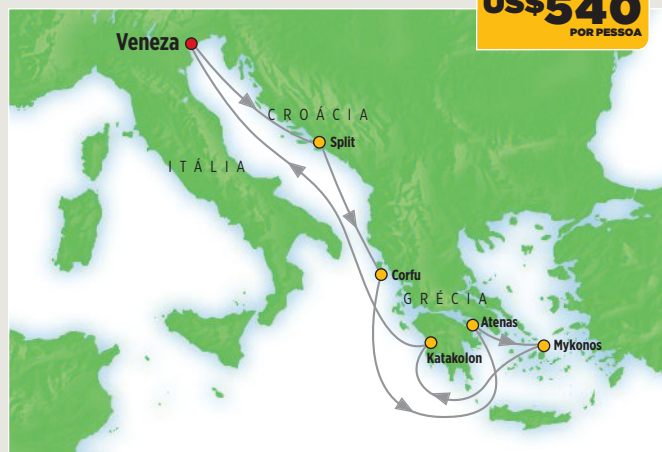 US$540
POR PESSOA
Veneza
CROÁCIA
Split
ITÁLIA
Corfu
GRÉCIA
Atenas
Mykonos
Katakolon